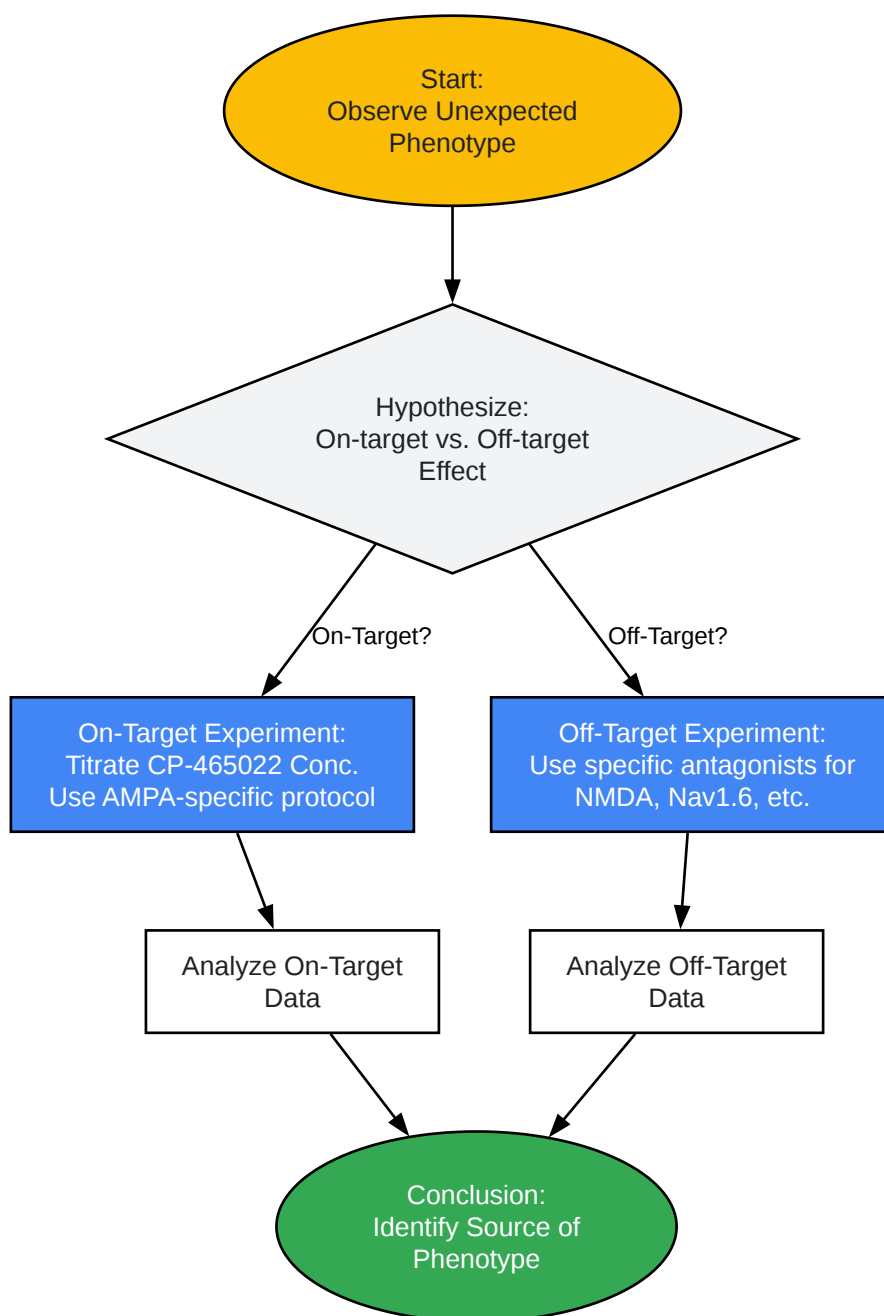 Start:
Observe Unexpected
Phenotype
Hypothesize:
On-target vs. Off-target
Effect
On-Target?
Off-Target?
On-Target Experiment:
Titrate CP-465022 Conc.
Use AMPA-specific protocol
Off-Target Experiment:
Use specific antagonists for
NMDA, Nav1.6, etc.
Analyze On-Target
Data
Analyze Off-Target
Data
Conclusion:
Identify Source of
Phenotype